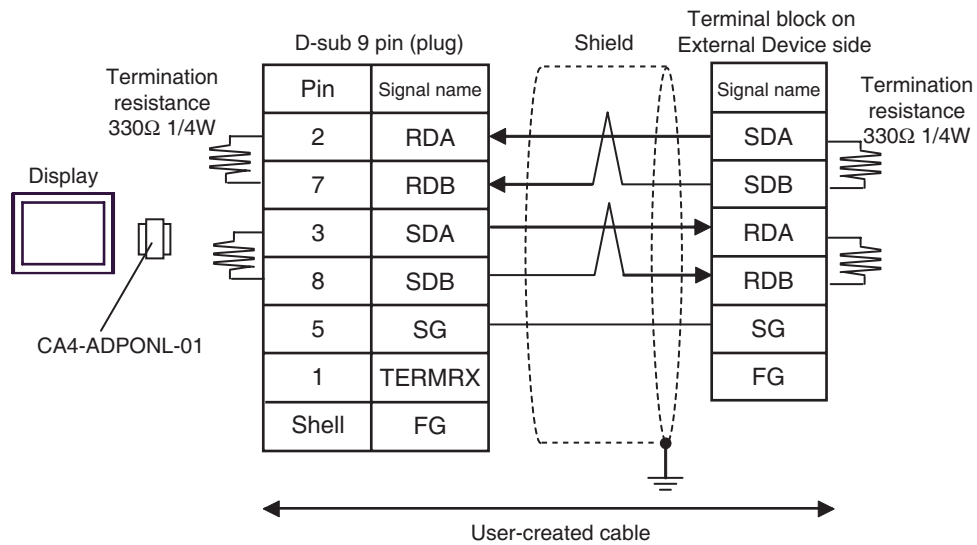 D-sub 9 pin (plug)
Shield
Terminal block on
External Device side
Termination
resistance
330Ω 1/4W
Pin
Signal name
Signal name
Termination
resistance
330Ω 1/4W
2
RDA
SDA
7
RDB
SDB
Display
3
SDA
RDA
8
SDB
RDB
5
SG
SG
CA4-ADPONL-01
1
TERMRX
FG
Shell
FG
User-created cable